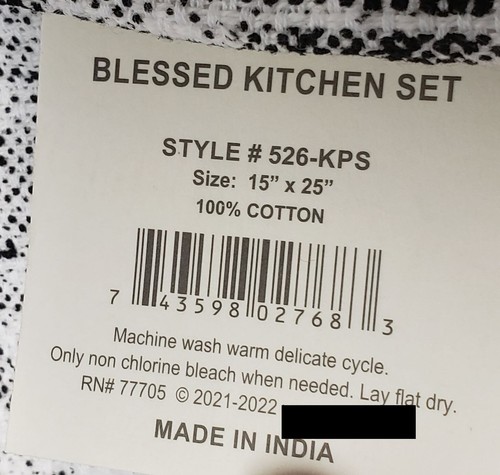 BLESSED KITCHEN SET
STYLE # 526-KPS
Size: 15” x 25”
100% COTTON
7 43598 02768 3
Machine wash warm delicate cycle.
Only non chlorine bleach when needed. Lay flat dry.
RN# 77705 © 2021-2022
MADE IN INDIA